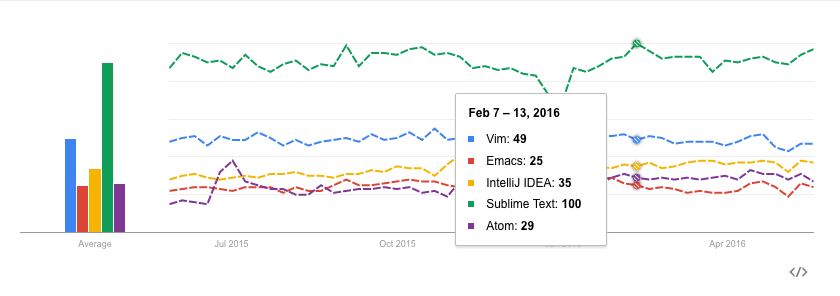 Feb 7 – 13, 2016
Vim: 49
Emacs: 25
IntelliJ IDEA: 35
Sublime Text: 100
Atom: 29
Average
Jul 2015
Oct 2015
Apr 2016